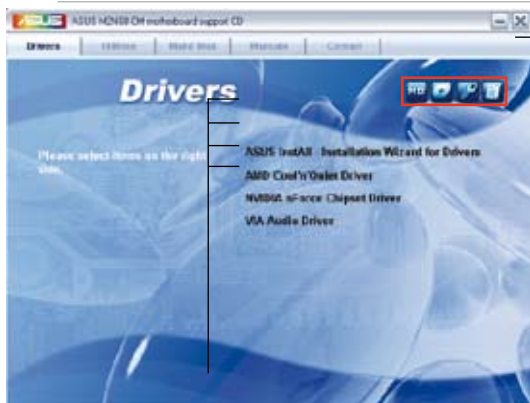 ASUS M2N68-CM motherboard support CD
Drivers Utilities Make Disk Manuals Contact
Drivers
Please select items on the right side.
ASUS InstAll - Installation Wizard for Drivers
AMD Cool'n'Quiet Driver
NVIDIA nForce Chipset Driver
VIA Audio Driver